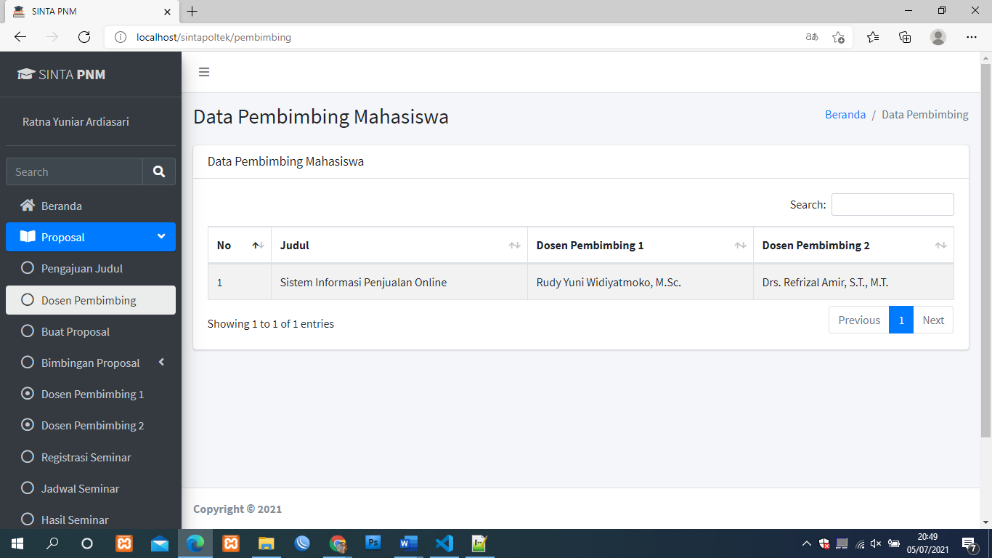 SINTA PNM
localhost/sintapoltek/pembimbing
SINTA PNM
Ratna Yuniar Ardiasari
Search
Beranda
Proposal
Pengajuan Judul
Dosen Pembimbing
Buat Proposal
Bimbingan Proposal
Dosen Pembimbing 1
Dosen Pembimbing 2
Registrasi Seminar
Jadwal Seminar
Hasil Seminar
Data Pembimbing Mahasiswa
Beranda / Data Pembimbing
Data Pembimbing Mahasiswa
Search:
No Judul Dosen Pembimbing 1 Dosen Pembimbing 2
1 Sistem Informasi Penjualan Online Rudy Yuni Widiyatmoko, M.Sc. Drs. Refrizal Amir, S.T., M.T.
Showing 1 to 1 of 1 entries
Previous 1 Next
Copyright © 2021
20:49
05/07/2021
7